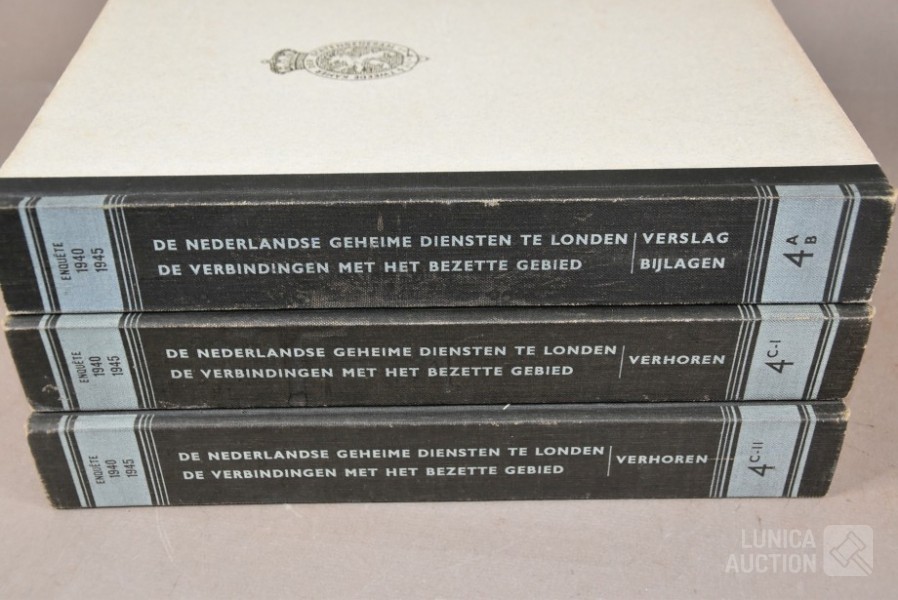 ENQUÊTE
1940
1945
DE NEDERLANDSE GEHEIME DIENSTEN TE LONDEN
DE VERBINDINGEN MET HET BEZETTE GEBIED
VERSLAG
BIJLAGEN
4 A B
ENQUÊTE
1940
1945
DE NEDERLANDSE GEHEIME DIENSTEN TE LONDEN
DE VERBINDINGEN MET HET BEZETTE GEBIED
VERHOREN
4 C-I
ENQUÊTE
1940
1945
DE NEDERLANDSE GEHEIME DIENSTEN TE LONDEN
DE VERBINDINGEN MET HET BEZETTE GEBIED
VERHOREN
4 C-II
LUNICA
AUCTION